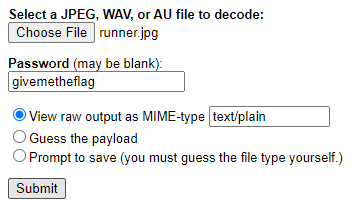 Select a JPEG, WAV, or AU file to decode:
Choose File runner.jpg
Password (may be blank):
givemetheflag
View raw output as MIME-type text/plain
Guess the payload
Prompt to save (you must guess the file type yourself.)
Submit